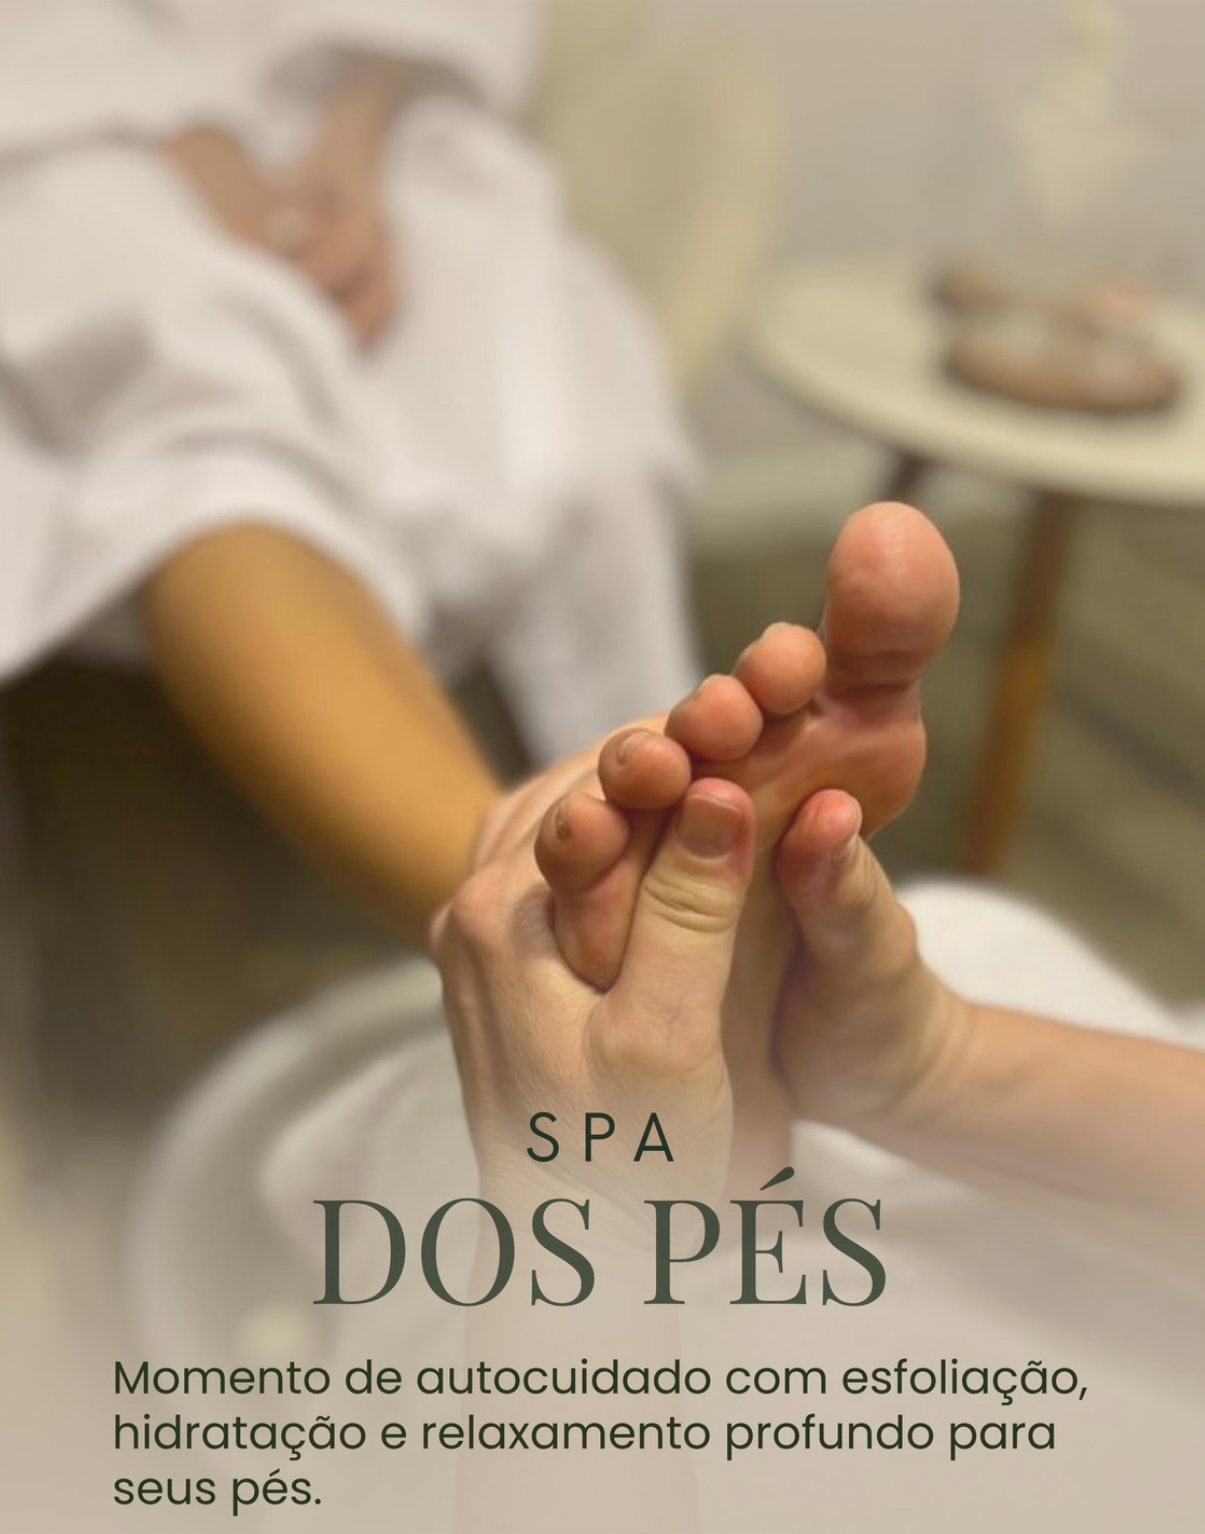 SPA
DOS PÉS
Momento de autocuidado com esfoliação,
hidratação e relaxamento profundo para
seus pés.